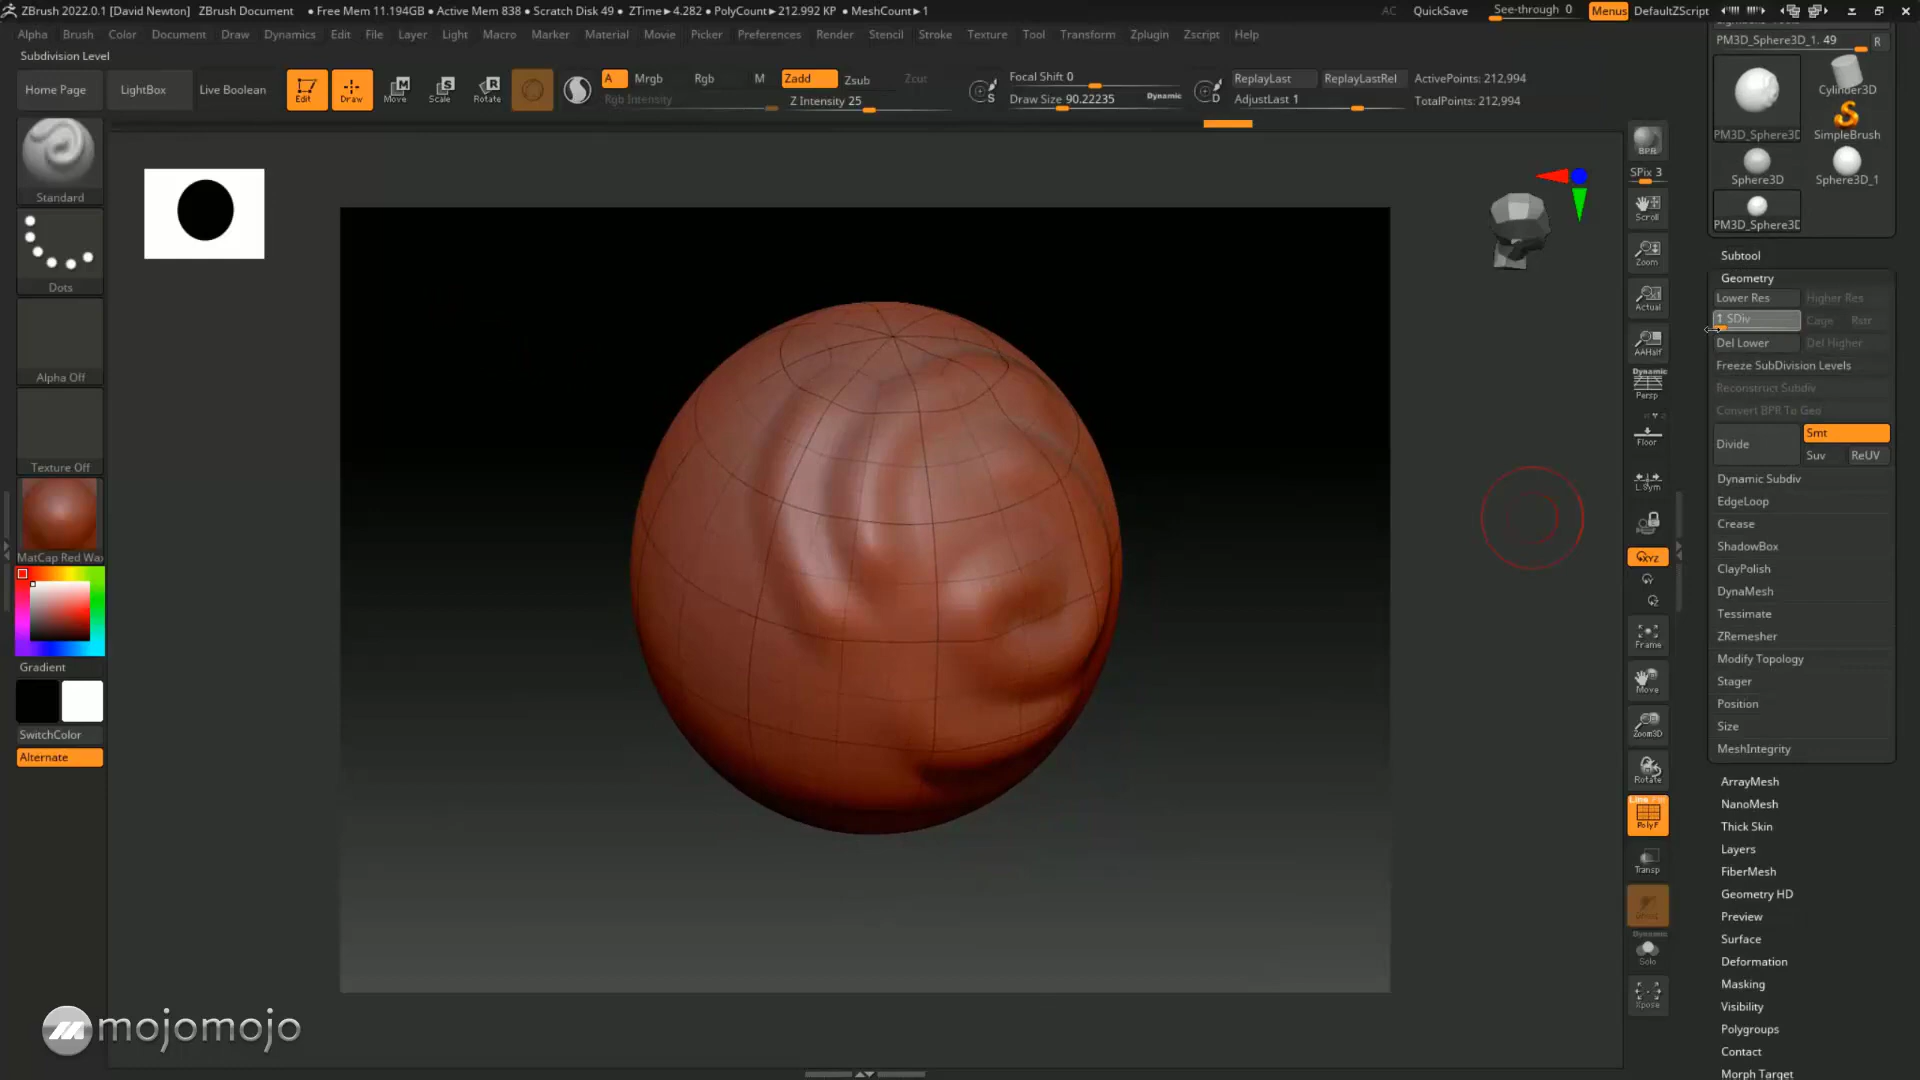 ZBrush 2022.0.1 [David Newton] ZBrush Document • Free Mem 11.194GB • Active Mem 838 • Scratch Disk 49 • ZTime►4.282 • PolyCount►212.992 KP • MeshCount►1
AC QuickSave See-through 0 Menus DefaultZScript
Alpha Brush Color Document Draw Dynamics Edit File Layer Light Macro Marker Material Movie Picker Preferences Render Stencil Stroke Texture Tool Transform Zplugin Zscript Help
Subdivision Level
Home Page LightBox Live Boolean Edit Draw Move Scale Rotate
A Mrgb Rgb M Zadd Zsub Zcut
Rgb Intensity Z Intensity 25
Focal Shift 0
Draw Size 90.22235 Dynamic
S D
ReplayLast ReplayLastRel
AdjustLast 1
ActivePoints: 212,994
TotalPoints: 212,994
Standard
Dots
Alpha Off
Texture Off
MatCap Red Wax
Gradient
SwitchColor
Alternate
BPR
SPix 3
Scroll
Zoom
Actual
AAHalf
Dynamic
Persp
Floor
L.Sym
XYZ
Frame
Move
Zoom3D
Rotate
Line Fill
PolyF
Transp
Dynamic
Solo
Xpose
PM3D_Sphere3D_1. 49 R
Cylinder3D
PM3D_Sphere3D SimpleBrush
Sphere3D Sphere3D_1
PM3D_Sphere3D
Subtool
Geometry
Lower Res Higher Res
1 SDiv Cage Rstr
Del Lower Del Higher
Freeze SubDivision Levels
Reconstruct Subdiv
Convert BPR To Geo
Divide Smt
Suv ReUV
Dynamic Subdiv
EdgeLoop
Crease
ShadowBox
ClayPolish
DynaMesh
Tessimate
ZRemesher
Modify Topology
Stager
Position
Size
MeshIntegrity
ArrayMesh
NanoMesh
Thick Skin
Layers
FiberMesh
Geometry HD
Preview
Surface
Deformation
Masking
Visibility
Polygroups
Contact
Morph Target
mojomojo